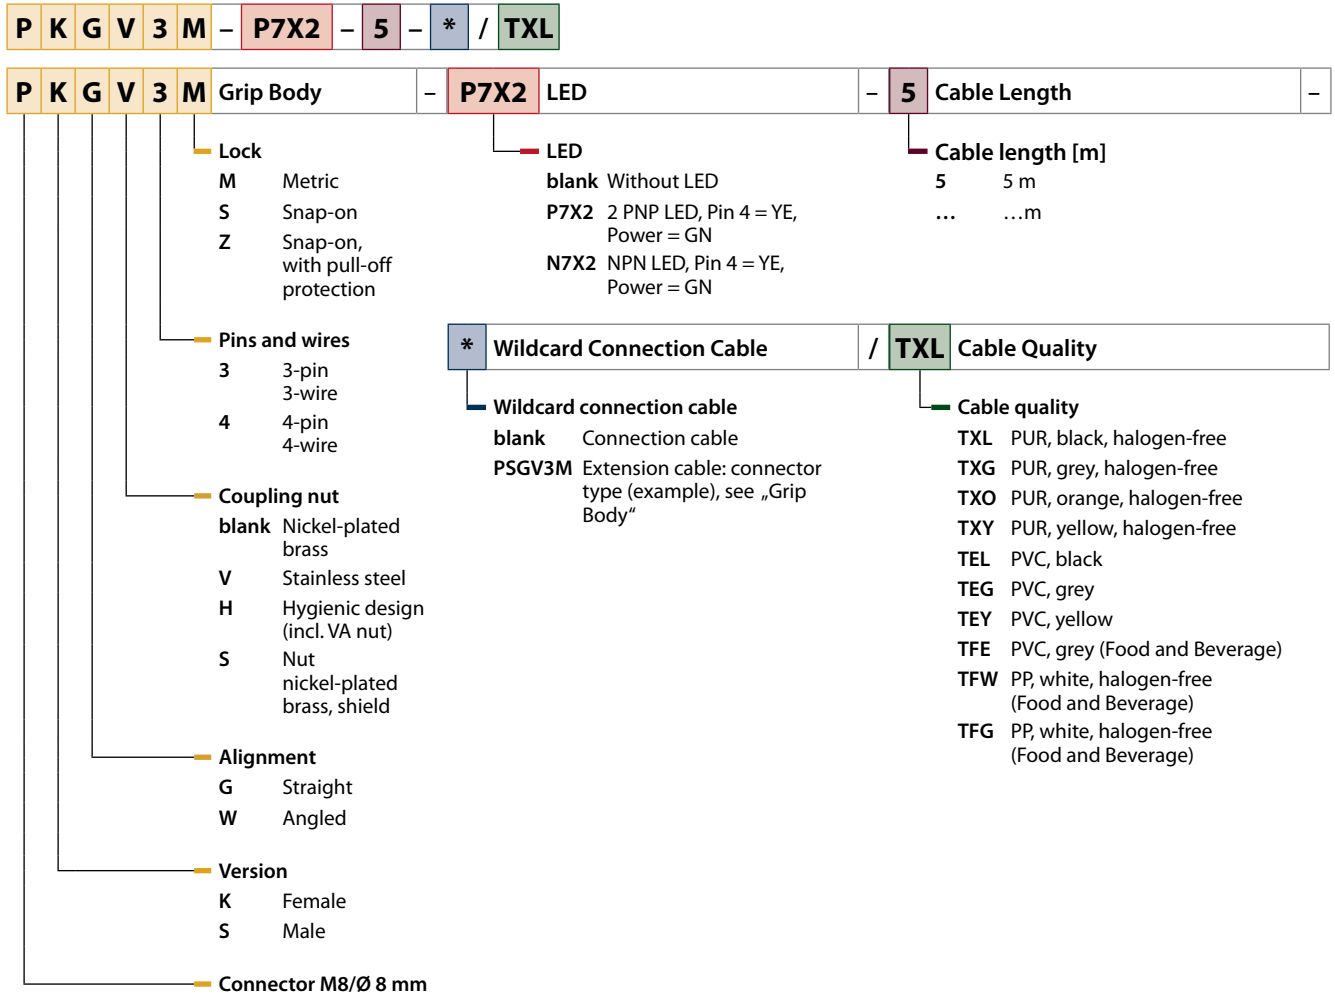 P K G V 3 M – P7X2 – 5 – * / TXL
P K G V 3 M Grip Body – P7X2 LED – 5 Cable Length –
Lock
M Metric
S Snap-on
Z Snap-on,
with pull-off
protection
Pins and wires
3 3-pin
3-wire
4 4-pin
4-wire
Coupling nut
blank Nickel-plated
brass
V Stainless steel
H Hygienic design
(incl. VA nut)
S Nut
nickel-plated
brass, shield
Alignment
G Straight
W Angled
Version
K Female
S Male
Connector M8/Ø 8 mm
LED
blank Without LED
P7X2 2 PNP LED, Pin 4 = YE,
Power = GN
N7X2 NPN LED, Pin 4 = YE,
Power = GN
Cable length [m]
5 5 m
… …m
* Wildcard Connection Cable / TXL Cable Quality
Wildcard connection cable
blank Connection cable
PSGV3M Extension cable: connector
type (example), see „Grip
Body“
Cable quality
TXL PUR, black, halogen-free
TXG PUR, grey, halogen-free
TXO PUR, orange, halogen-free
TXY PUR, yellow, halogen-free
TEL PVC, black
TEG PVC, grey
TEY PVC, yellow
TFE PVC, grey (Food and Beverage)
TFW PP, white, halogen-free
(Food and Beverage)
TFG PP, white, halogen-free
(Food and Beverage)